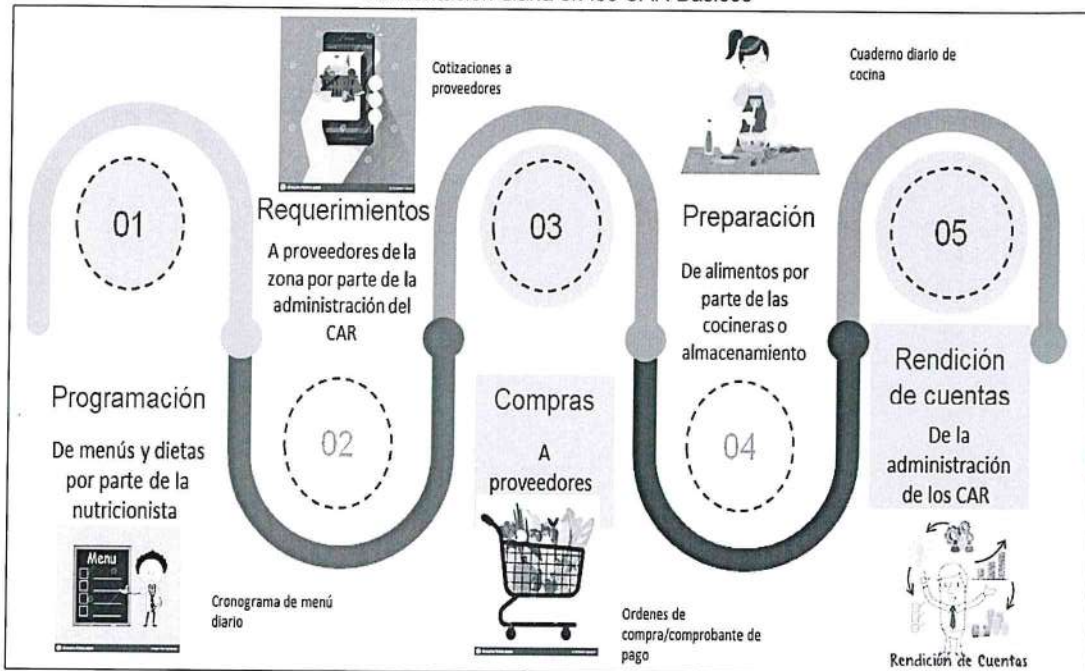 01
Programación
De menús y dietas
por parte de la
nutricionista
Menu
Cronograma de menú
diario
Cotizaciones a
proveedores
Requerimientos
A proveedores de la
zona por parte de la
administración del
CAR
02
03
Compras
A
proveedores
Ordenes de
compra/comprobante de
pago
Preparación
De alimentos por
parte de las
cocineras o
almacenamiento
04
Cuaderno diario de
cocina
05
Rendición
de cuentas
De la
administración
de los CAR
Rendición de Cuentas